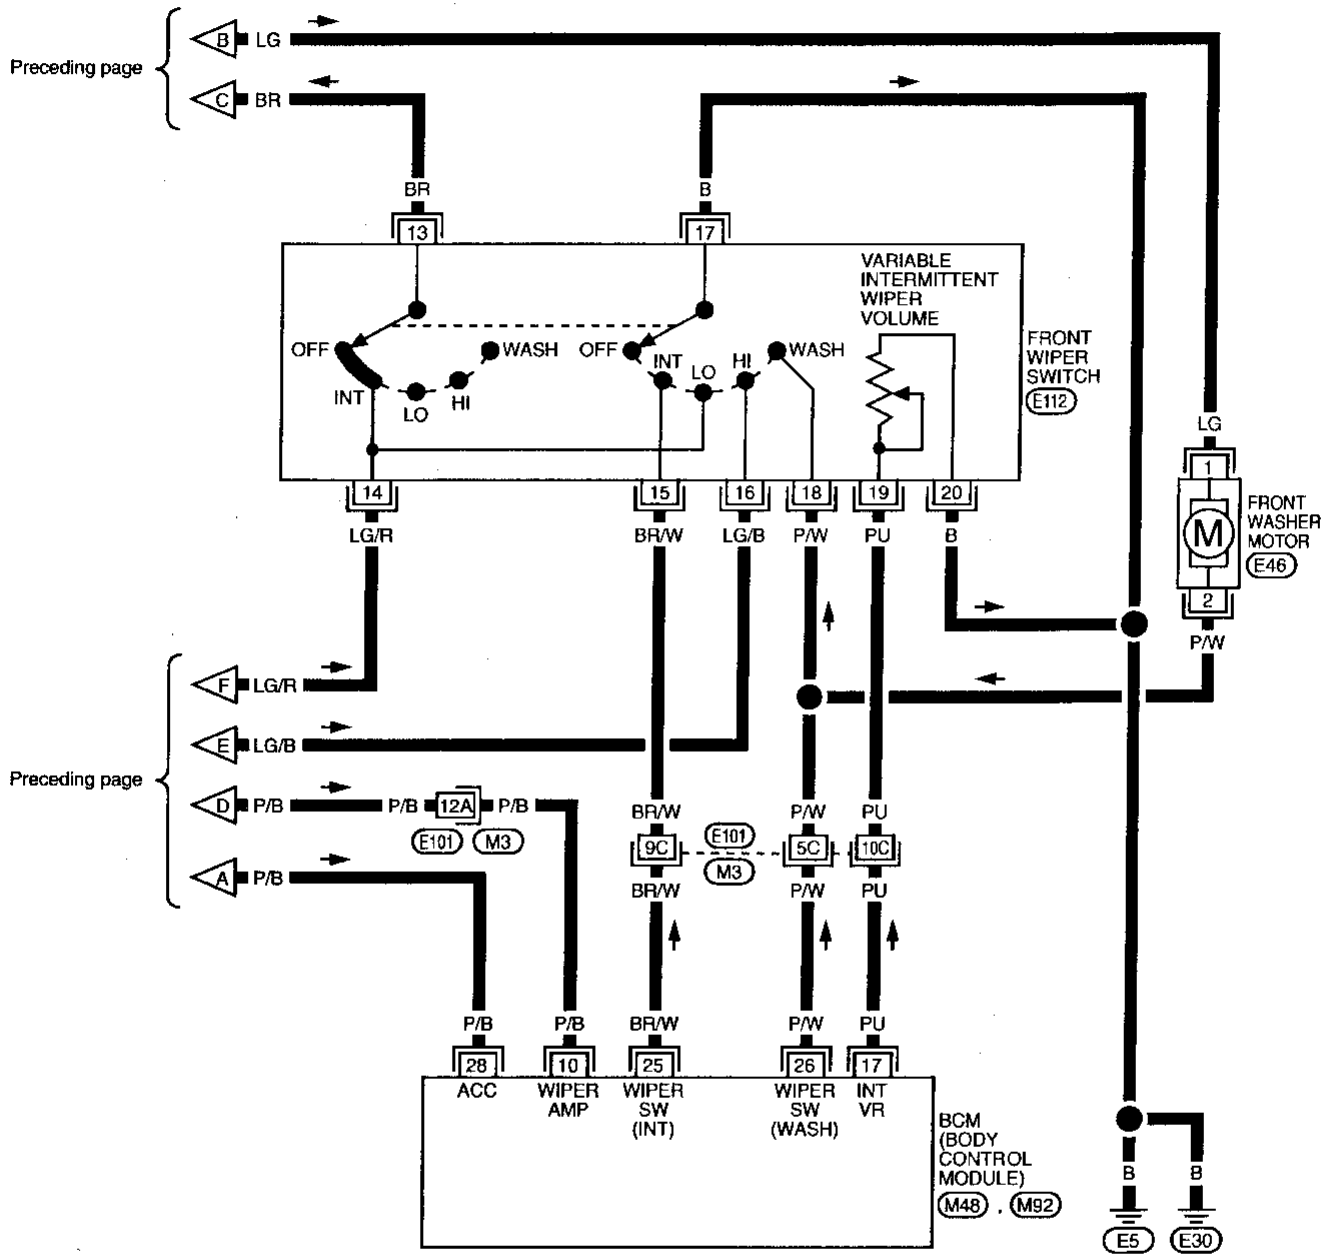 B LG
Preceding page
C BR
BR
B
13
17
VARIABLE
INTERMITTENT
WIPER
VOLUME
FRONT
WIPER
SWITCH
E112
OFF
WASH
OFF
WASH
INT
LO
HI
INT
LO
HI
LG
1
M
FRONT
WASHER
MOTOR
E46
2
P/W
14
15
16
18
19
20
LG/R
BR/W
LG/B
P/W
PU
B
Preceding page
F LG/R
E LG/B
D P/B
P/B
12A
P/B
E101
M3
A P/B
BR/W
P/W
PU
9C
E101
M3
5C
10C
BR/W
P/W
PU
P/B
P/B
BR/W
P/W
PU
28
10
25
26
17
ACC
WIPER
AMP
WIPER
SW
(INT)
WIPER
SW
(WASH)
INT
VR
BCM
(BODY
CONTROL
MODULE)
M48 , M92
B
B
E5
E30